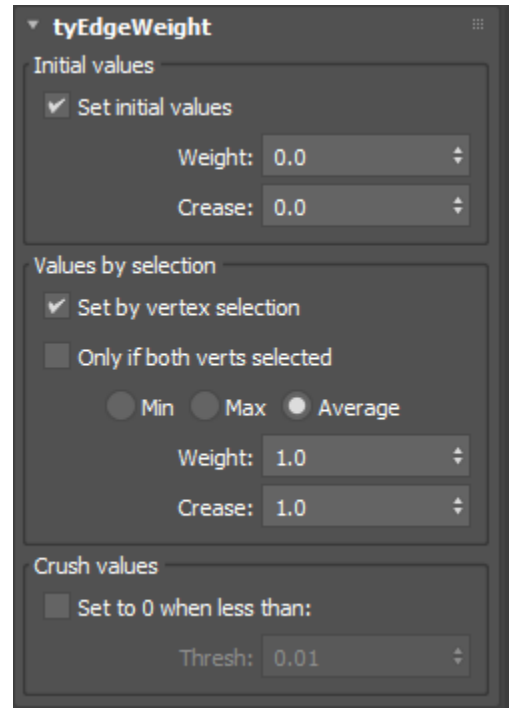 tyEdgeWeight
Initial values
Set initial values
Weight: 0.0
Crease: 0.0
Values by selection
Set by vertex selection
Only if both verts selected
Min Max Average
Weight: 1.0
Crease: 1.0
Crush values
Set to 0 when less than:
Thresh: 0.01